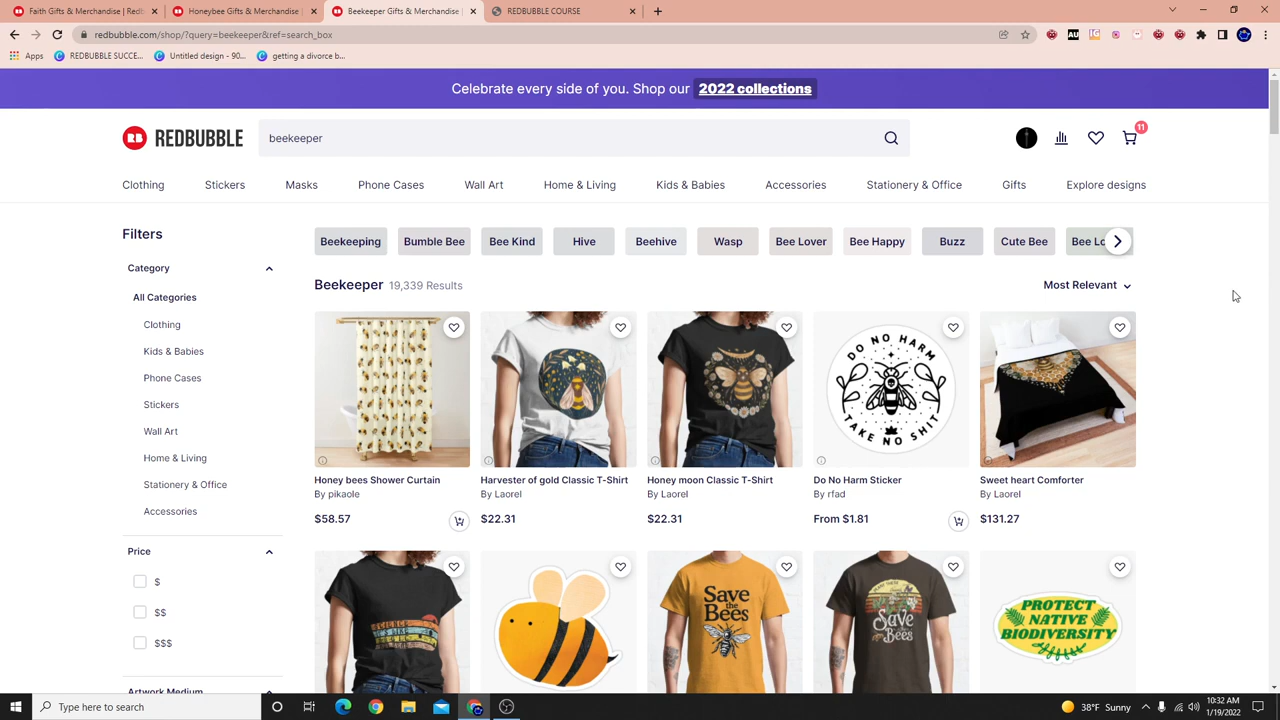 Faith Gifts & Merchandise | Redb
Honeybee Gifts & Merchandise |
Beekeeper Gifts & Merchandise |
REDBUBBLE COURSE
redbubble.com/shop/?query=beekeeper&ref=search_box
Apps
REDBUBBLE SUCCE...
Untitled design - 90...
getting a divorce b...
Celebrate every side of you. Shop our 2022 collections
RB REDBUBBLE
beekeeper
11
Clothing
Stickers
Masks
Phone Cases
Wall Art
Home & Living
Kids & Babies
Accessories
Stationery & Office
Gifts
Explore designs
Filters
Beekeeping
Bumble Bee
Bee Kind
Hive
Beehive
Wasp
Bee Lover
Bee Happy
Buzz
Cute Bee
Bee Lo
Category
All Categories
Clothing
Kids & Babies
Phone Cases
Stickers
Wall Art
Home & Living
Stationery & Office
Accessories
Price
$
$$
$$$
Artwork Medium
Beekeeper 19,339 Results
Most Relevant
DO NO HARM
TAKE NO SHIT
Honey bees Shower Curtain
By pikaole
$58.57
Harvester of gold Classic T-Shirt
By Laorel
$22.31
Honey moon Classic T-Shirt
By Laorel
$22.31
Do No Harm Sticker
By rfad
From $1.81
Sweet heart Comforter
By Laorel
$131.27
Save
the
Bees
Save
Bees
PROTECT
NATIVE
BIODIVERSITY
Type here to search
38°F Sunny
10:32 AM
1/19/2022